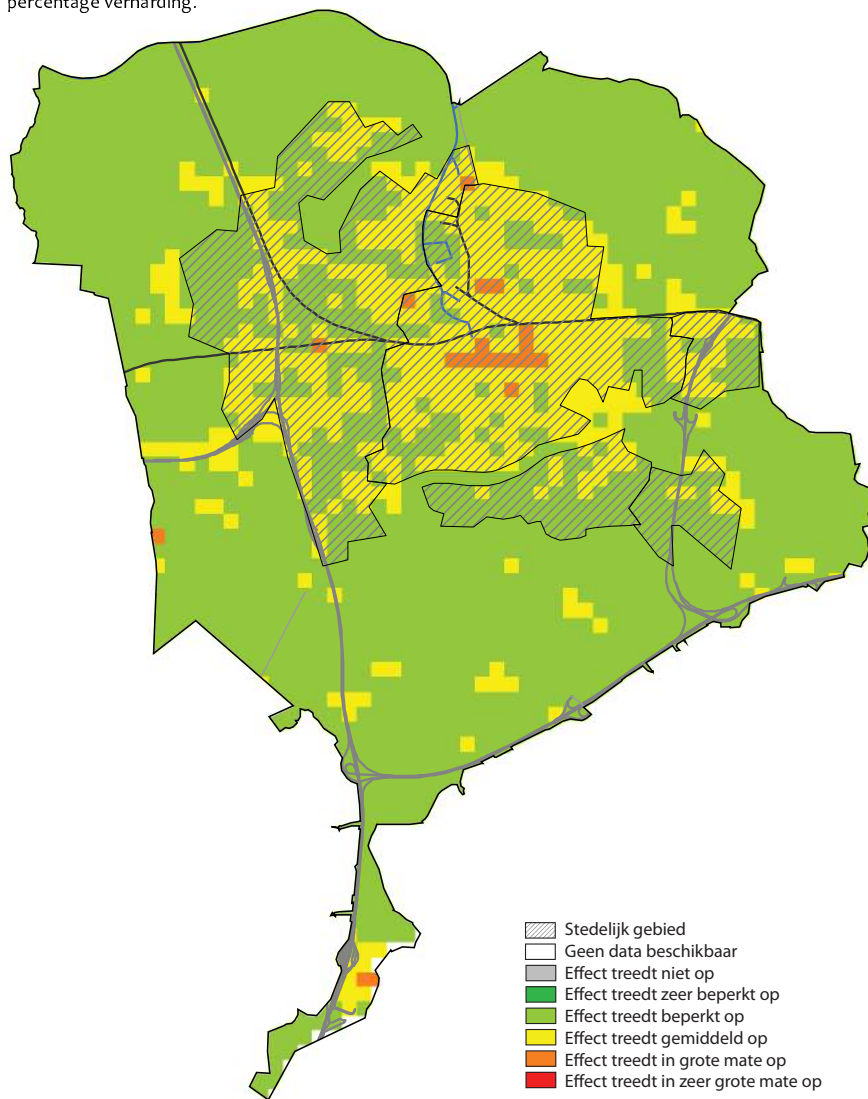 percentage verharding.
Stedelijk gebied
Geen data beschikbaar
Effect treedt niet op
Effect treedt zeer beperkt op
Effect treedt beperkt op
Effect treedt gemiddeld op
Effect treedt in grote mate op
Effect treedt in zeer grote mate op